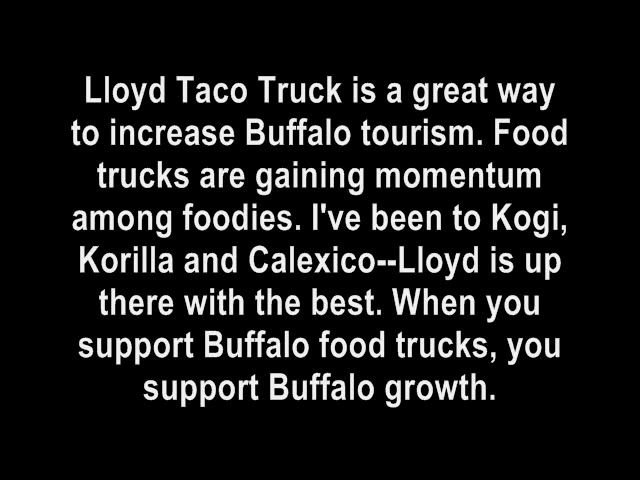 Lloyd Taco Truck is a great way
to increase Buffalo tourism. Food
trucks are gaining momentum
among foodies. I've been to Kogi,
Korilla and Calexico--Lloyd is up
there with the best. When you
support Buffalo food trucks, you
support Buffalo growth.